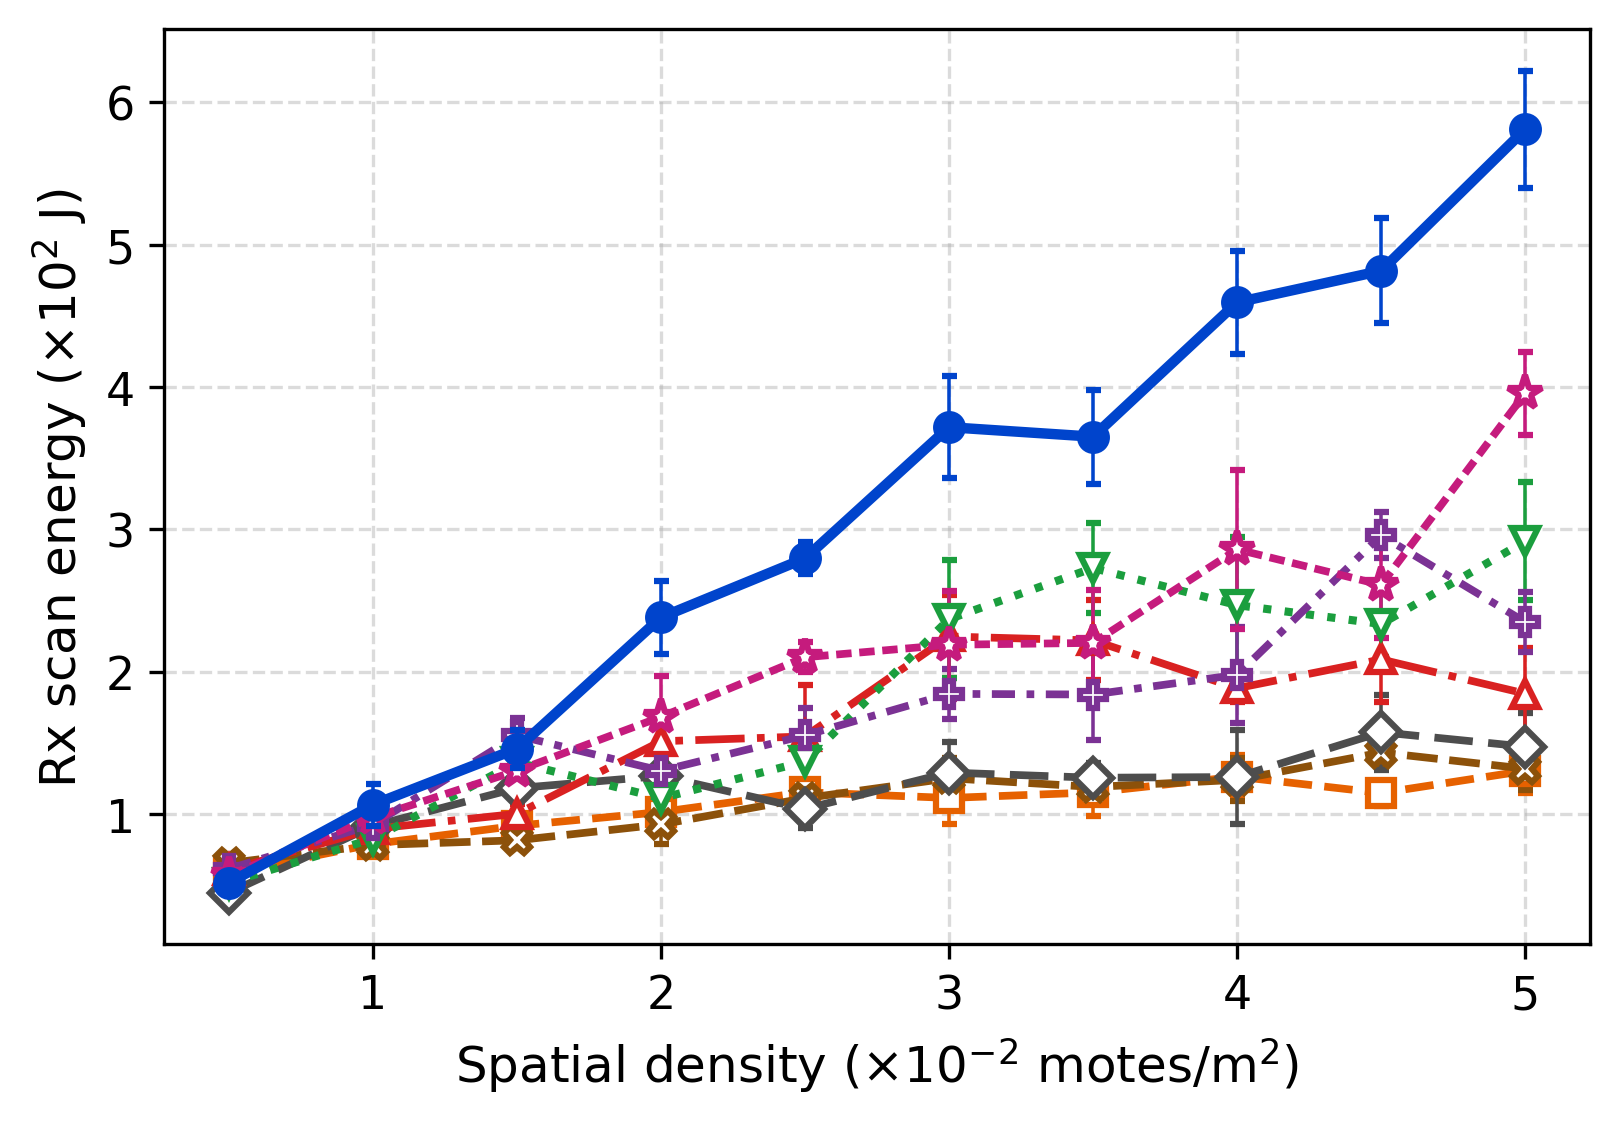 Rx scan energy (×10² J)
6
5
4
3
2
1
1 2 3 4 5
Spatial density (×10⁻² motes/m²)